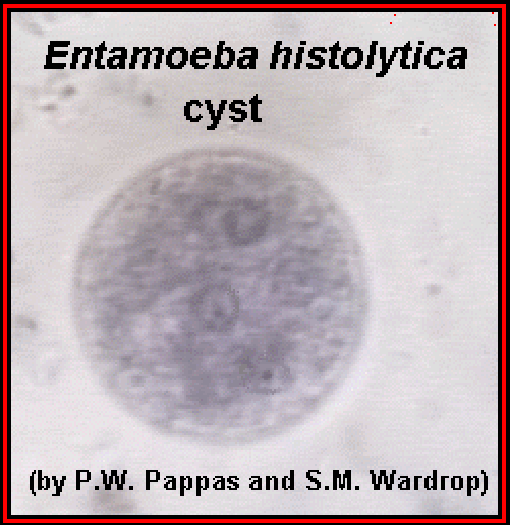 Entamoeba histolytica
cyst
(by P.W. Pappas and S.M. Wardrop)